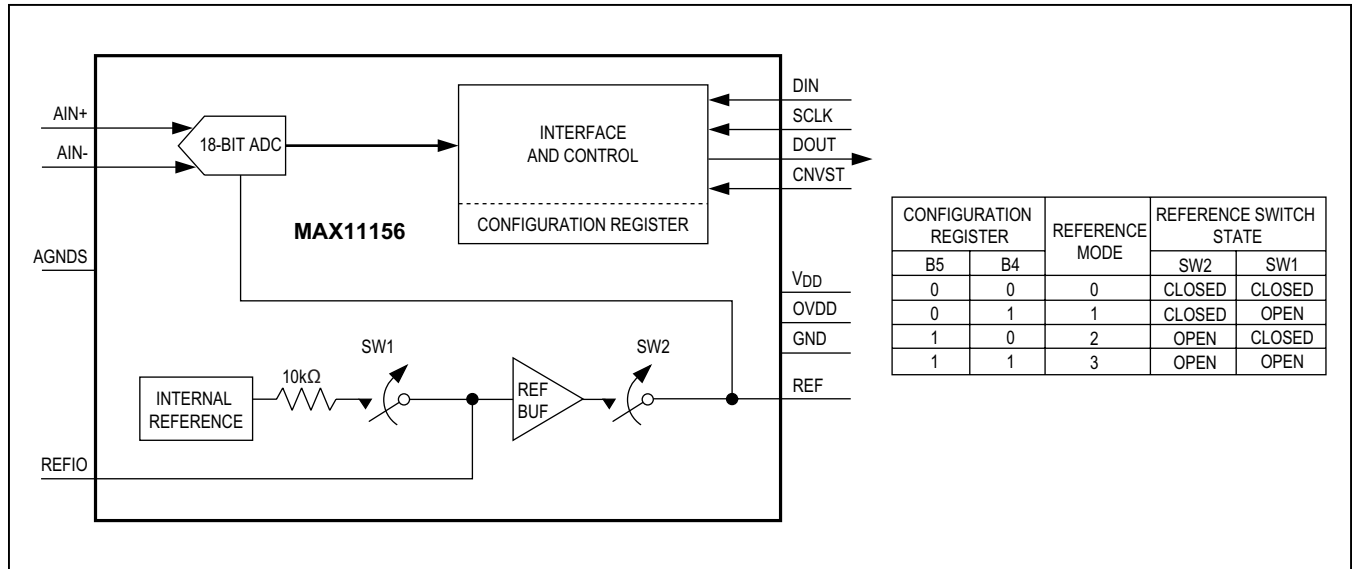 AIN+
AIN-
18-BIT ADC
INTERFACE
AND CONTROL
CONFIGURATION REGISTER
DIN
SCLK
DOUT
CNVST
MAX11156
AGNDS
VDD
OVDD
GND
REF
SW1
SW2
10kΩ
INTERNAL
REFERENCE
REF
BUF
REFIO
CONFIGURATION
REGISTER
REFERENCE
MODE
REFERENCE SWITCH
STATE
B5 B4 SW2 SW1
0 0 0 CLOSED CLOSED
0 1 1 CLOSED OPEN
1 0 2 OPEN CLOSED
1 1 3 OPEN OPEN